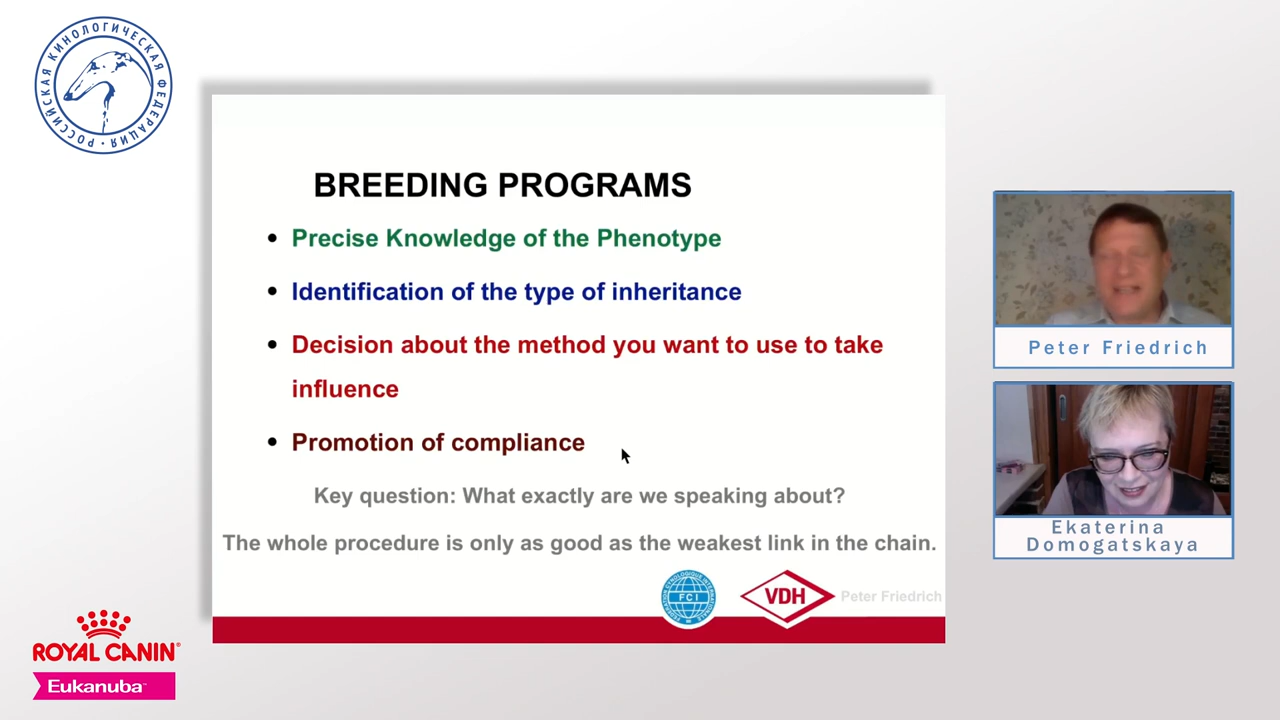 РОССИЙСКАЯ КИНОЛОГИЧЕСКАЯ ФЕДЕРАЦИЯ
BREEDING PROGRAMS
• Precise Knowledge of the Phenotype
• Identification of the type of inheritance
• Decision about the method you want to use to take
influence
• Promotion of compliance
Key question: What exactly are we speaking about?
The whole procedure is only as good as the weakest link in the chain.
FCI
VDH
Peter Friedrich
Peter Friedrich
Ekaterina
Domogatskaya
ROYAL CANIN
Eukanuba